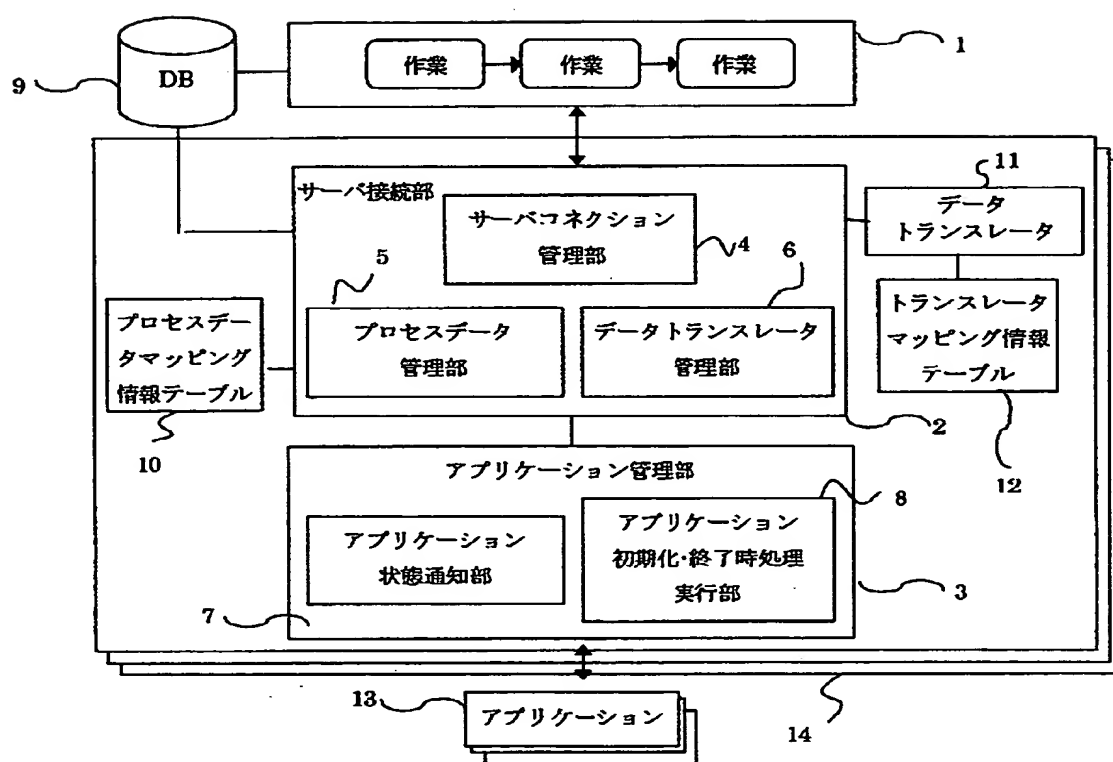 作業
作業
作業
1
DB
9
サーバ接続部
サーバコネクション
管理部
4
11
データ
トランスレータ
5
6
プロセスデータ
管理部
データトランスレータ
管理部
プロセスデー
タマッピング
情報テーブル
10
トランスレータ
マッピング情報
テーブル
12
2
アプリケーション管理部
8
アプリケーション
状態通知部
アプリケーション
初期化・終了時処理
実行部
7
3
13
アプリケーション
14